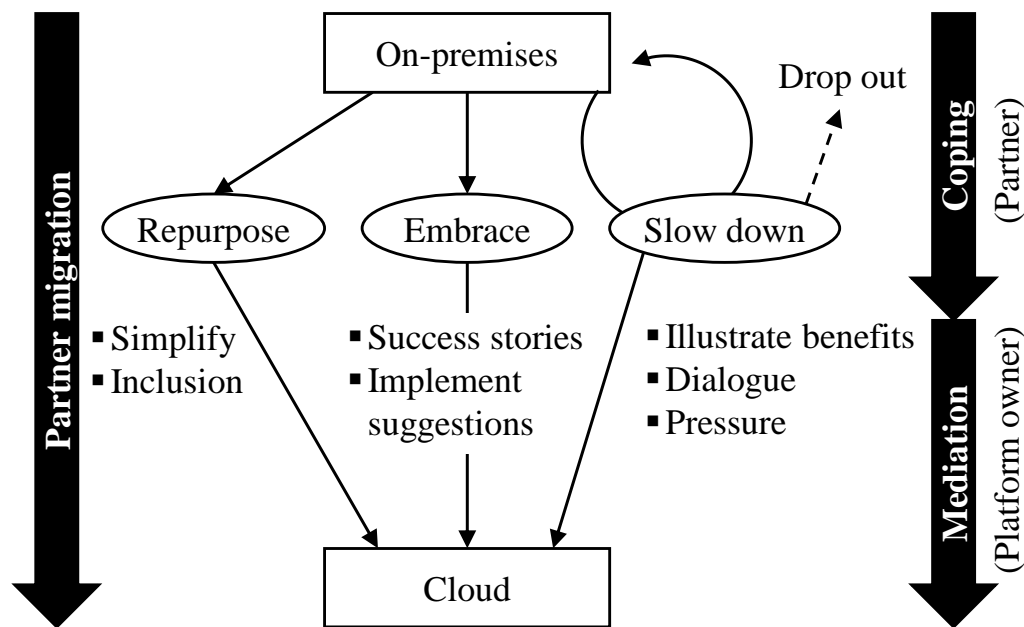 On-premises
Drop out
Repurpose
Embrace
Slow down
▪ Simplify
▪ Inclusion
▪ Success stories
▪ Implement
suggestions
▪ Illustrate benefits
▪ Dialogue
▪ Pressure
Cloud
Partner migration
Coping
(Partner)
Mediation
(Platform owner)